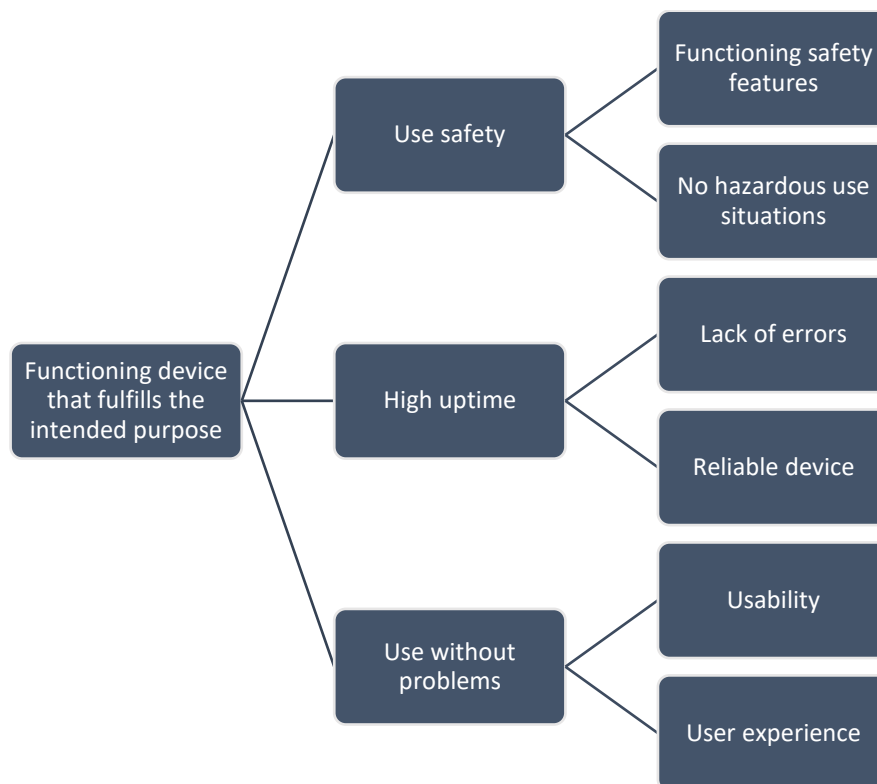 Functioning device
that fulfills the
intended purpose
Use safety
Functioning safety
features
No hazardous use
situations
High uptime
Lack of errors
Reliable device
Use without
problems
Usability
User experience